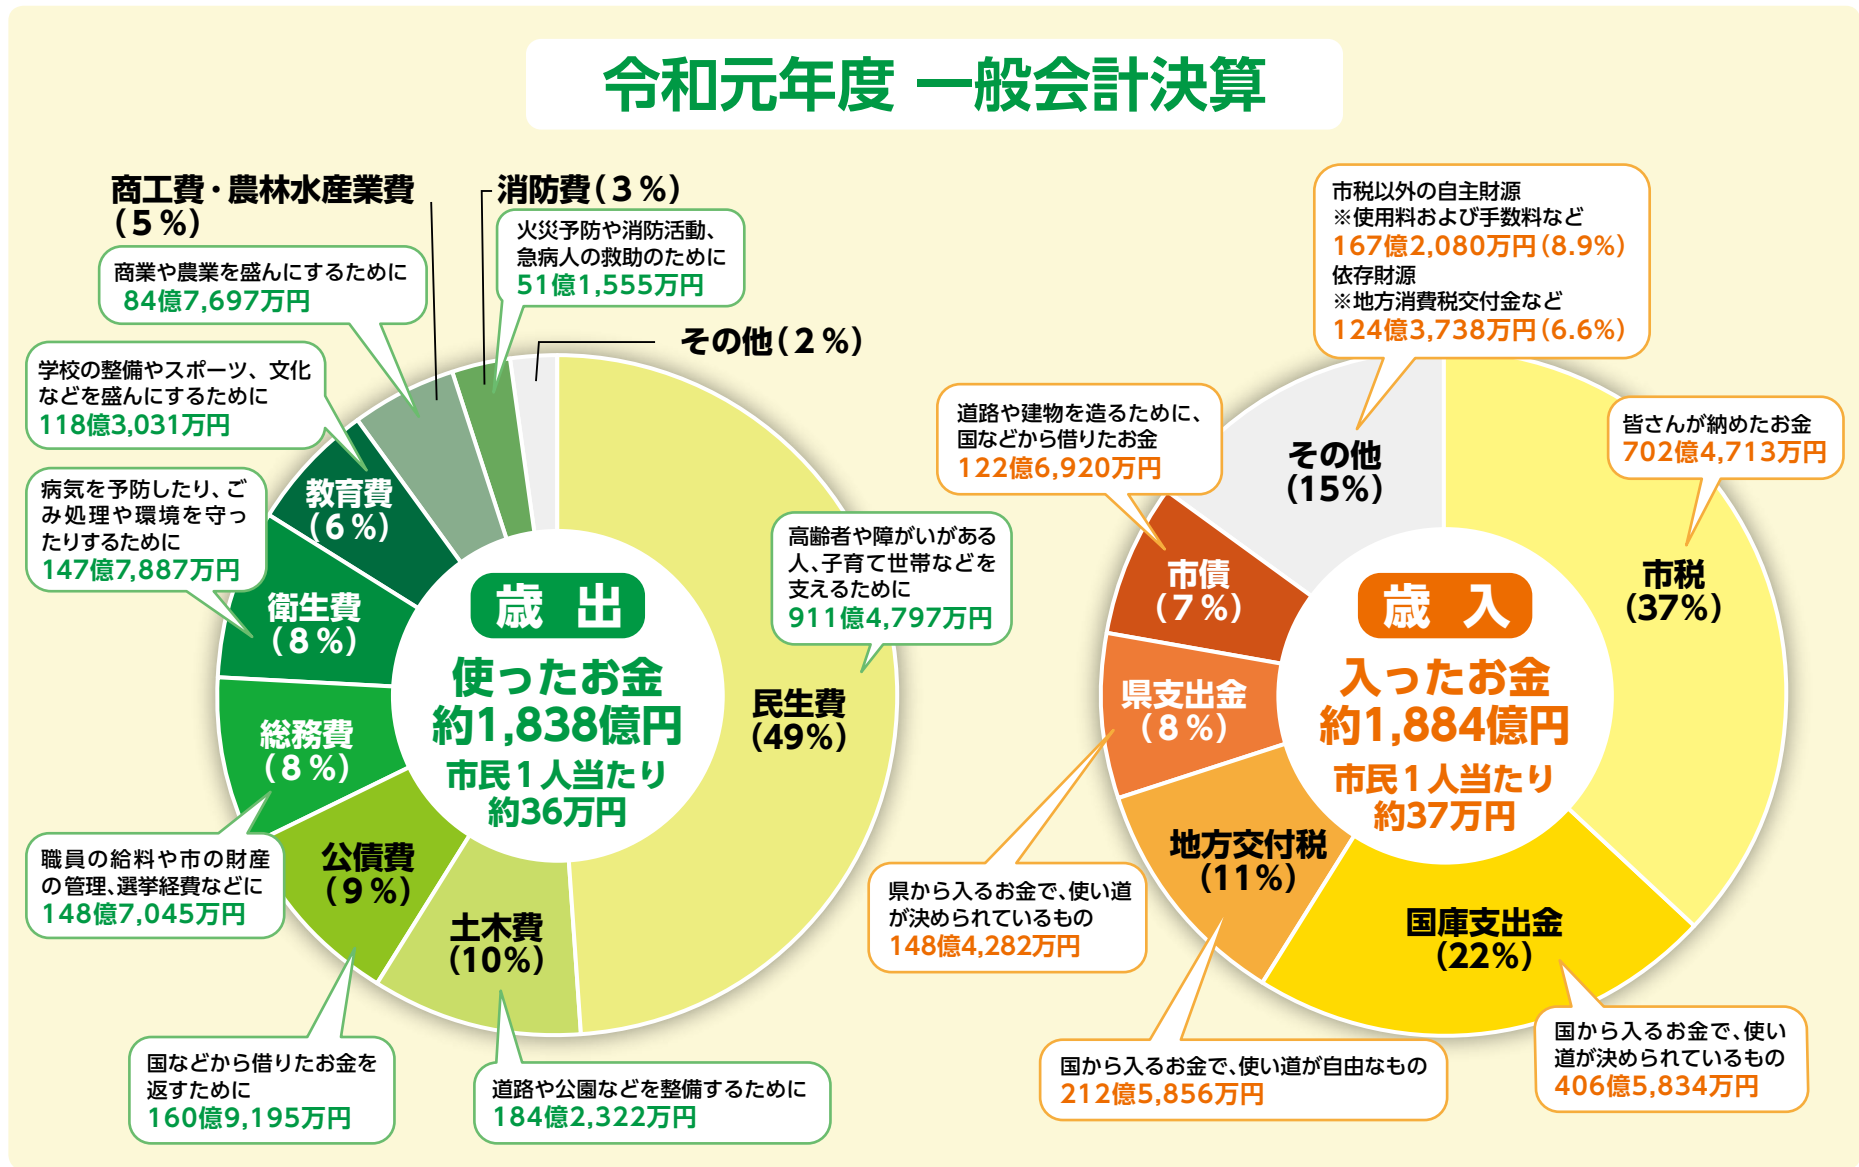 令和元年度 一般会計決算
商工費・農林水産業費
(5%)
商業や農業を盛んにするために
84億7,697万円
消防費(3%)
火災予防や消防活動、
急病人の救助のために
51億1,555万円
その他(2%)
学校の整備やスポーツ、文化
などを盛んにするために
118億3,031万円
教育費
(6%)
病気を予防したり、ご
み処理や環境を守っ
たりするために
147億7,887万円
衛生費
(8%)
総務費
(8%)
職員の給料や市の財産
の管理、選挙経費などに
148億7,045万円
公債費
(9%)
国などから借りたお金を
返すために
160億9,195万円
土木費
(10%)
道路や公園などを整備するために
184億2,322万円
高齢者や障がいがある
人、子育て世帯などを
支えるために
911億4,797万円
民生費
(49%)
歳 出
使ったお金
約1,838億円
市民1人当たり
約36万円
市税以外の自主財源
※使用料および手数料など
167億2,080万円(8.9%)
依存財源
※地方消費税交付金など
124億3,738万円(6.6%)
その他
(15%)
道路や建物を造るために、
国などから借りたお金
122億6,920万円
市債
(7%)
県支出金
(8%)
県から入るお金で、使い道
が決められているもの
148億4,282万円
地方交付税
(11%)
国から入るお金で、使い道が自由なもの
212億5,856万円
国庫支出金
(22%)
国から入るお金で、使い
道が決められているもの
406億5,834万円
皆さんが納めたお金
702億4,713万円
市税
(37%)
歳 入
入ったお金
約1,884億円
市民1人当たり
約37万円